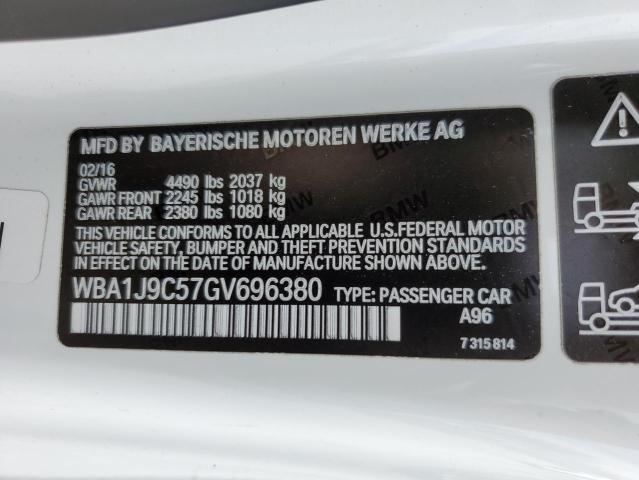 MFD BY BAYERISCHE MOTOREN WERKE AG
02/16
GVWR 4490 lbs 2037 kg
GAWR FRONT 2245 lbs 1018 kg
GAWR REAR 2380 lbs 1080 kg
THIS VEHICLE CONFORMS TO ALL APPLICABLE U.S.FEDERAL MOTOR
VEHICLE SAFETY, BUMPER AND THEFT PREVENTION STANDARDS
IN EFFECT ON THE DATE OF MANUFACTURE SHOWN ABOVE.
WBA1J9C57GV696380 TYPE: PASSENGER CAR
A96
7 315 814